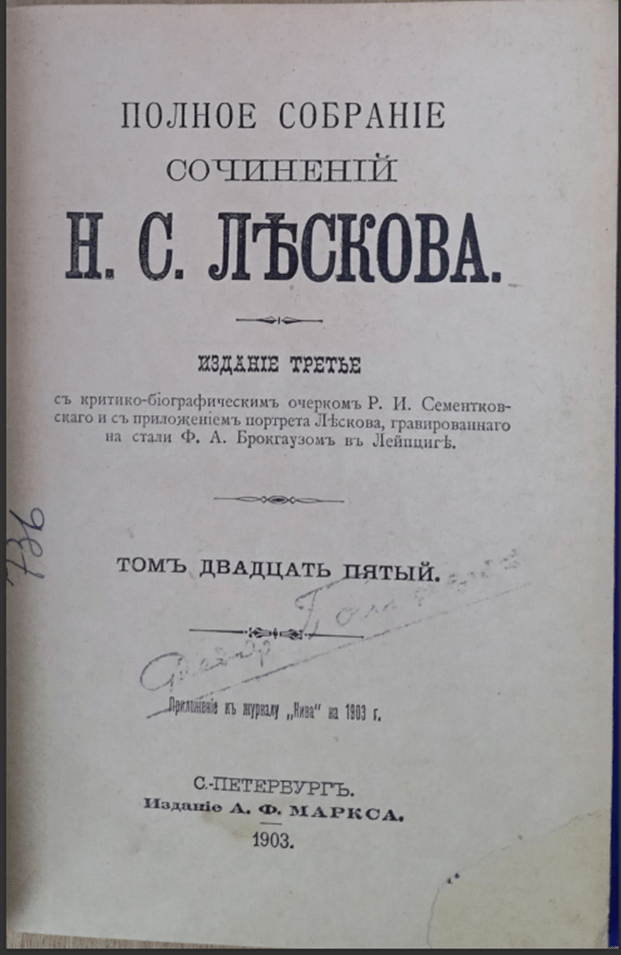 ПОЛНОЕ СОБРАНІЕ
СОЧИНЕНІЙ
Н. С. ЛѢСКОВА.
ИЗДАНІЕ ТРЕТЬЕ
съ критико-біографическимъ очеркомъ Р. И. Сементков-
скаго и съ приложеніемъ портрета Лѣскова, гравированнаго
на стали Ф. А. Брокгаузомъ въ Лейпцигѣ.
736
ТОМЪ ДВАДЦАТЬ ПЯТЫЙ.
Приложеніе къ журналу „Нива“ на 1903 г.
С.-ПЕТЕРБУРГЪ.
Изданіе А. Ф. МАРКСА.
1903.